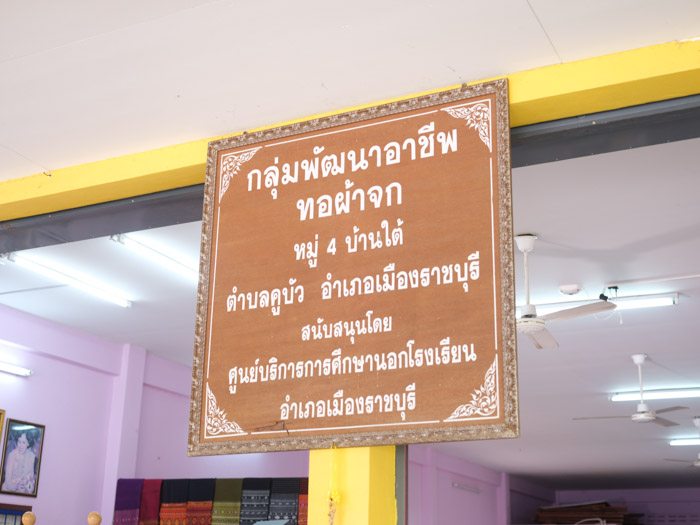 กลุ่มพัฒนาอาชีพ
ทอผ้าจก
หมู่ 4 บ้านใต้
ตำบลคูบัว อำเภอเมืองราชบุรี
สนับสนุนโดย
ศูนย์บริการการศึกษานอกโรงเรียน
อำเภอเมืองราชบุรี